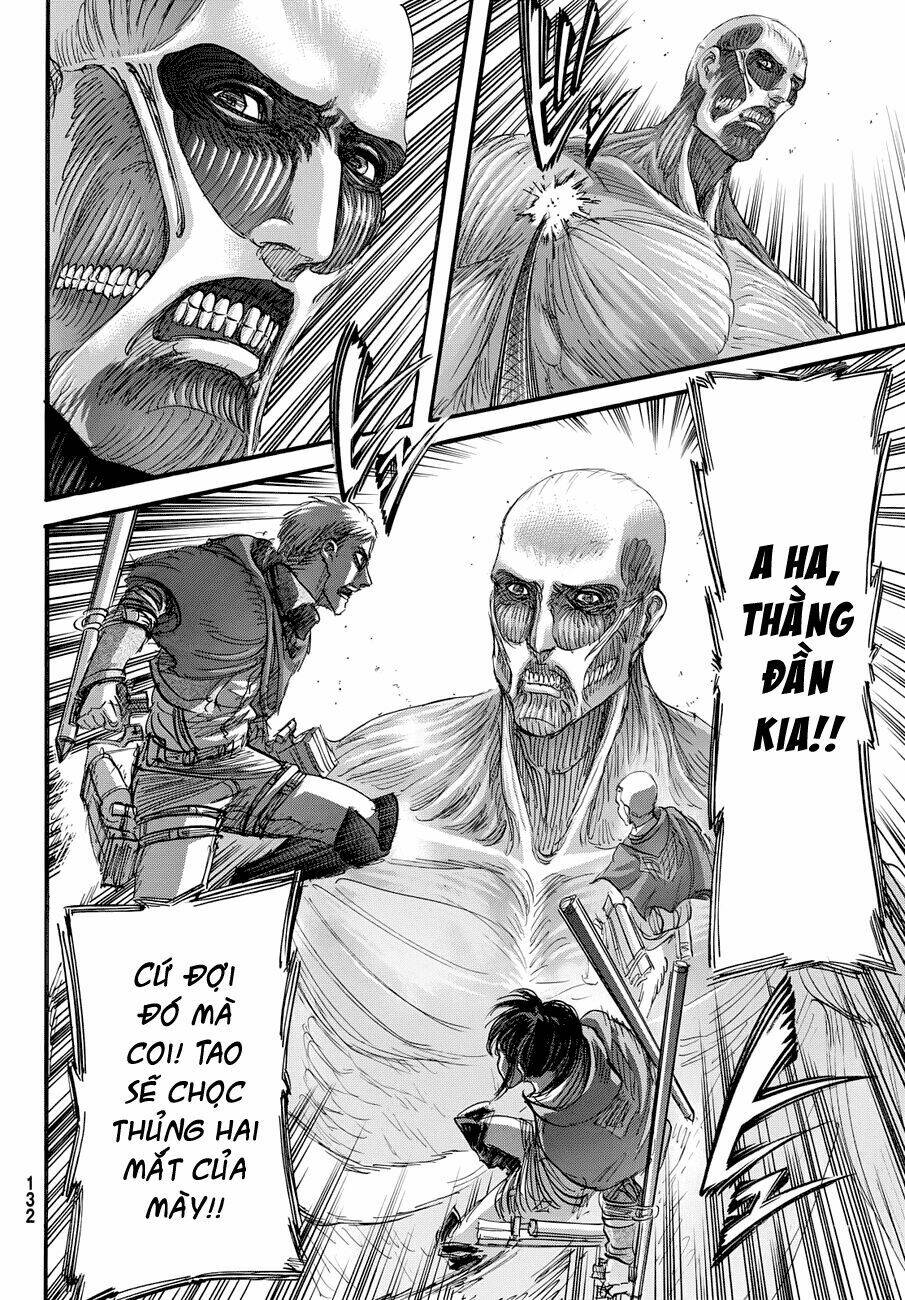 A HA,
THẰNG
ĐẦN
KIA!!
CỨ ĐỢI
ĐÓ MÀ
COI! TAO
SẼ CHỌC
THỦNG HAI
MẮT CỦA
MÀY!!
132